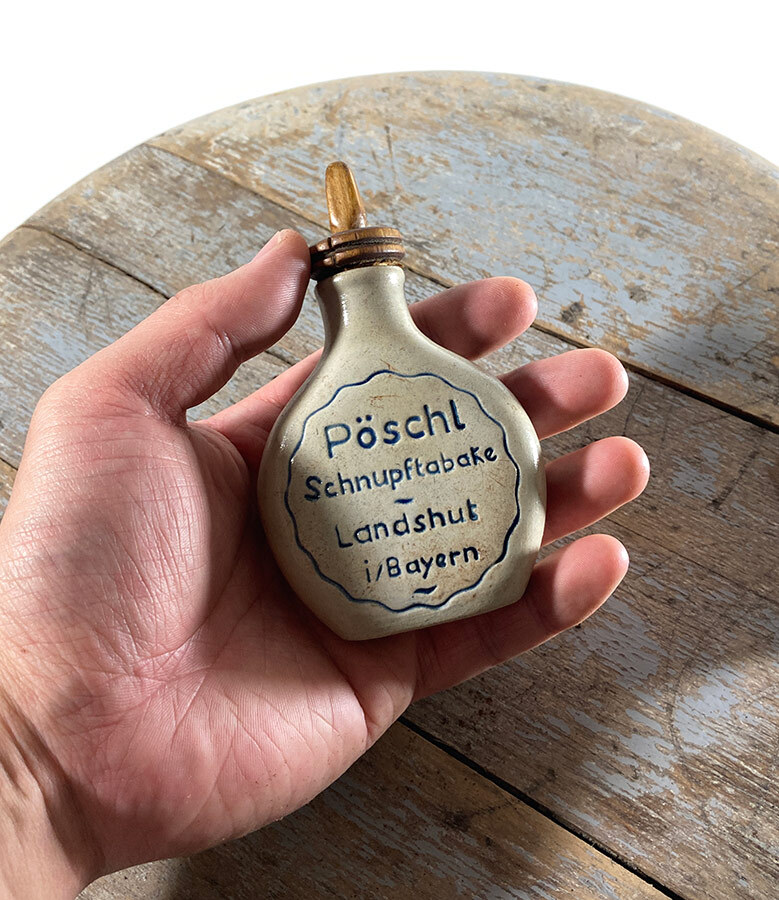 Pöschl
Schnupftabake
~
Landshut
i/Bayern
~